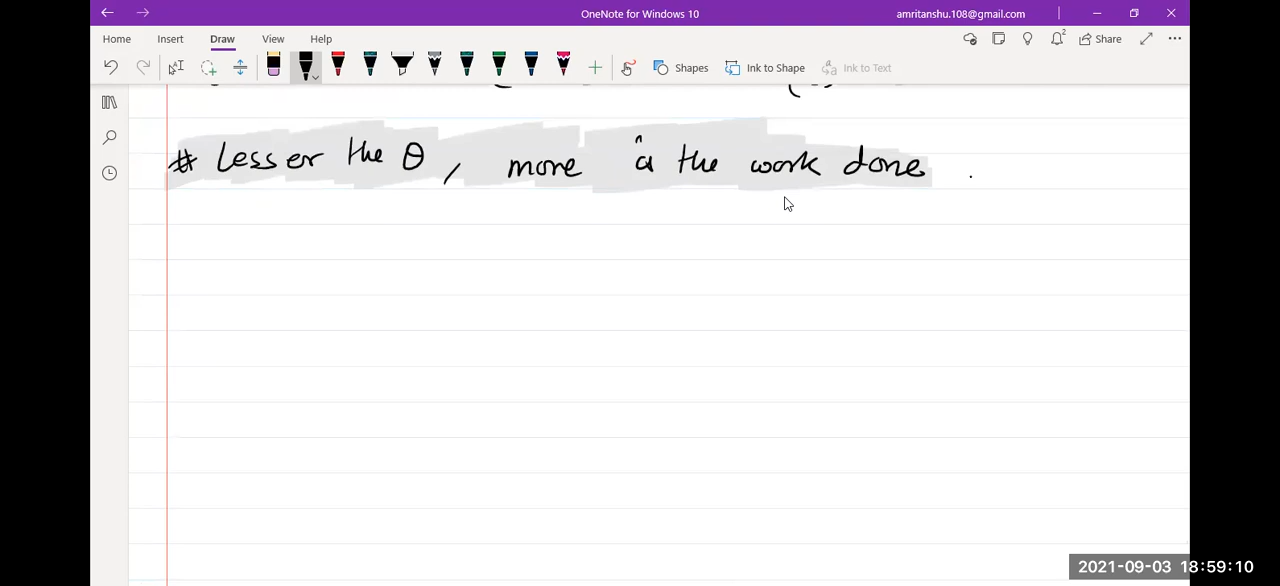 OneNote for Windows 10
amritanshu.108@gmail.com
Home
Insert
Draw
View
Help
2
Share
Shapes
Ink to Shape
Ink to Text
# Lesser the θ, more is the work done .
2021-09-03 18:59:10